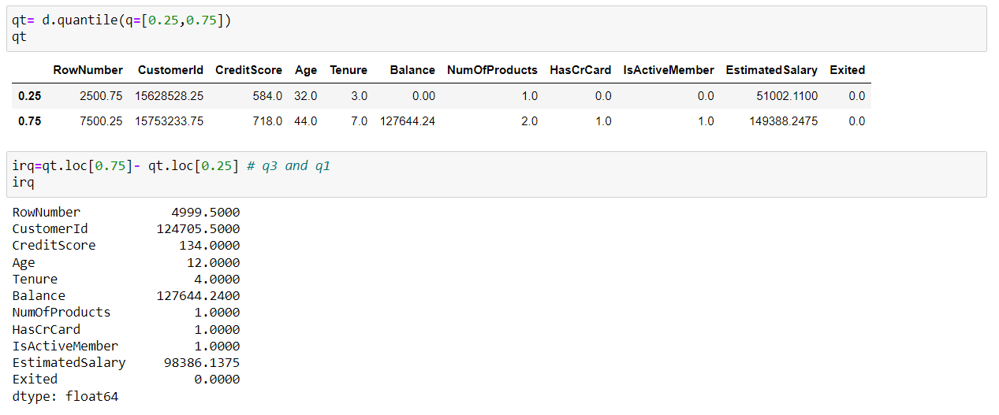 qt= d.quantile(q=[0.25,0.75])
qt
RowNumber CustomerId CreditScore Age Tenure Balance NumOfProducts HasCrCard IsActiveMember EstimatedSalary Exited
0.25 2500.75 15628528.25 584.0 32.0 3.0 0.00 1.0 0.0 0.0 51002.1100 0.0
0.75 7500.25 15753233.75 718.0 44.0 7.0 127644.24 2.0 1.0 1.0 149388.2475 0.0
irq=qt.loc[0.75]- qt.loc[0.25] # q3 and q1
irq
RowNumber 4999.5000
CustomerId 124705.5000
CreditScore 134.0000
Age 12.0000
Tenure 4.0000
Balance 127644.2400
NumOfProducts 1.0000
HasCrCard 1.0000
IsActiveMember 1.0000
EstimatedSalary 98386.1375
Exited 0.0000
dtype: float64